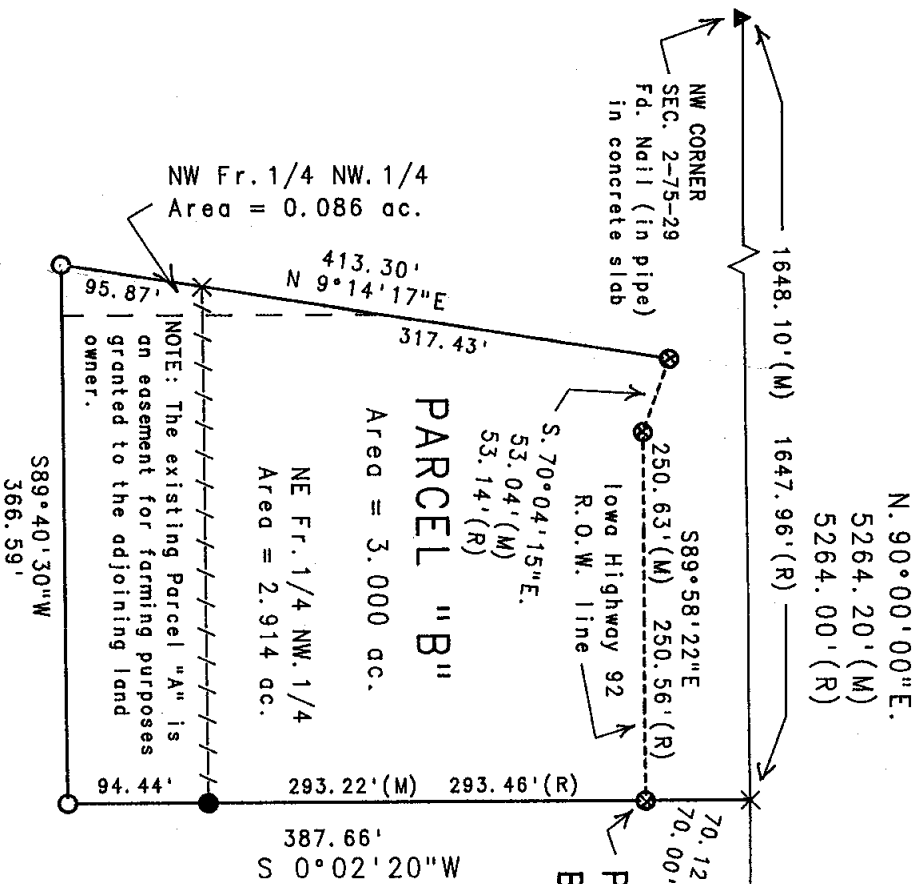 N. 90°00'00"E.
5264.20'(M)
5264.00'(R)
1648.10'(M) 1647.96'(R)
NW CORNER
SEC. 2-75-29
Fd. Nail (in pipe)
in concrete slab
S89°58'22"E
250.63'(M) 250.56'(R)
Iowa Highway 92
R.O.W. line
S.70°04'15"E.
53.04'(M)
53.14'(R)
70.12
70.00'
P
E
NW Fr.1/4 NW.1/4
Area = 0.086 ac.
413.30'
N 9°14'17"E
95.87'
317.43'
PARCEL "B"
Area = 3.000 ac.
NE Fr.1/4 NW.1/4
Area = 2.914 ac.
NOTE: The existing Parcel "A" is
an easement for farming purposes
granted to the adjoining land
owner.
94.44'
293.22'(M) 293.46'(R)
387.66'
S 0°02'20"W
S89°40'30"W
366.59'